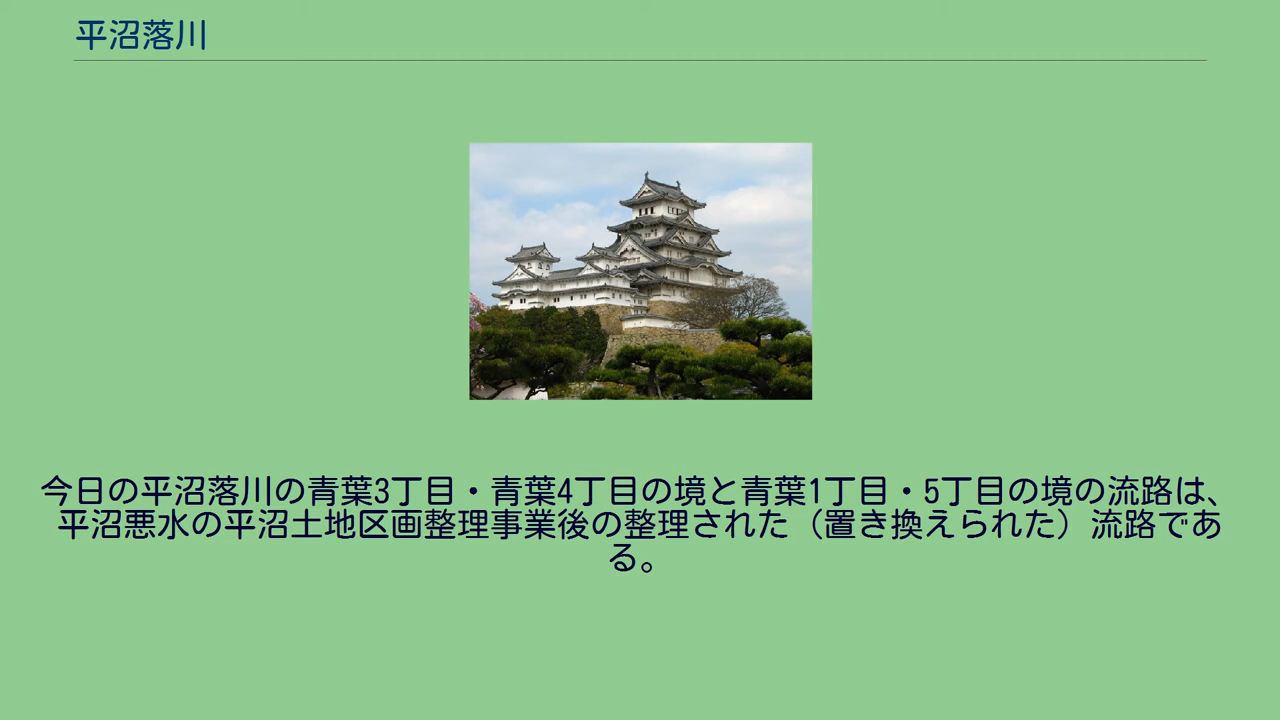 平沼落川
今日の平沼落川の青葉3丁目・青葉4丁目の境と青葉1丁目・5丁目の境の流路は、
平沼悪水の平沼土地区画整理事業後の整理された（置き換えられた）流路であ
る。